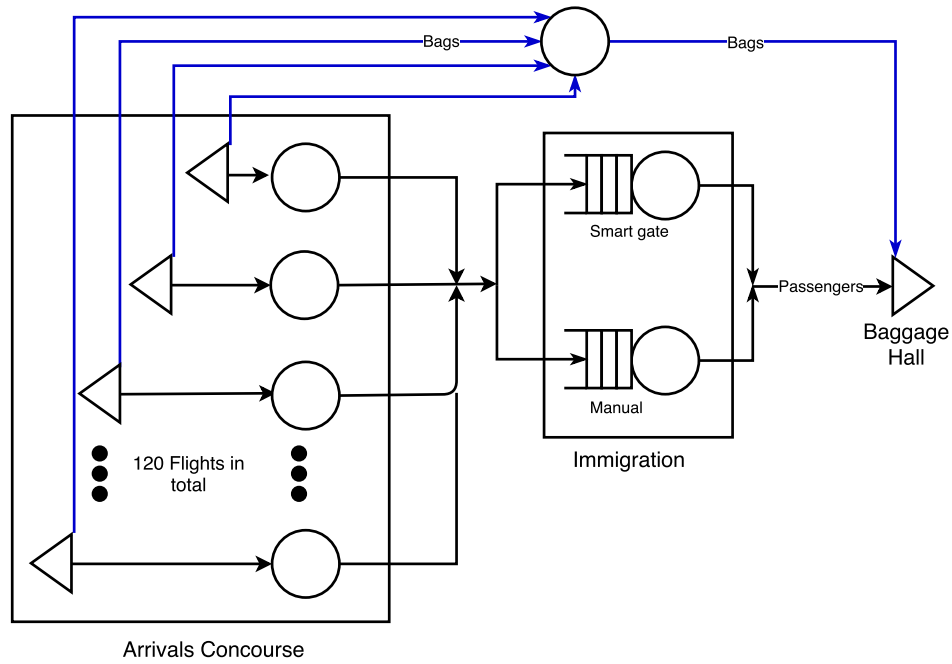 Bags
Bags
Smart gate
Passengers
Baggage
Hall
Manual
Immigration
120 Flights in
total
Arrivals Concourse